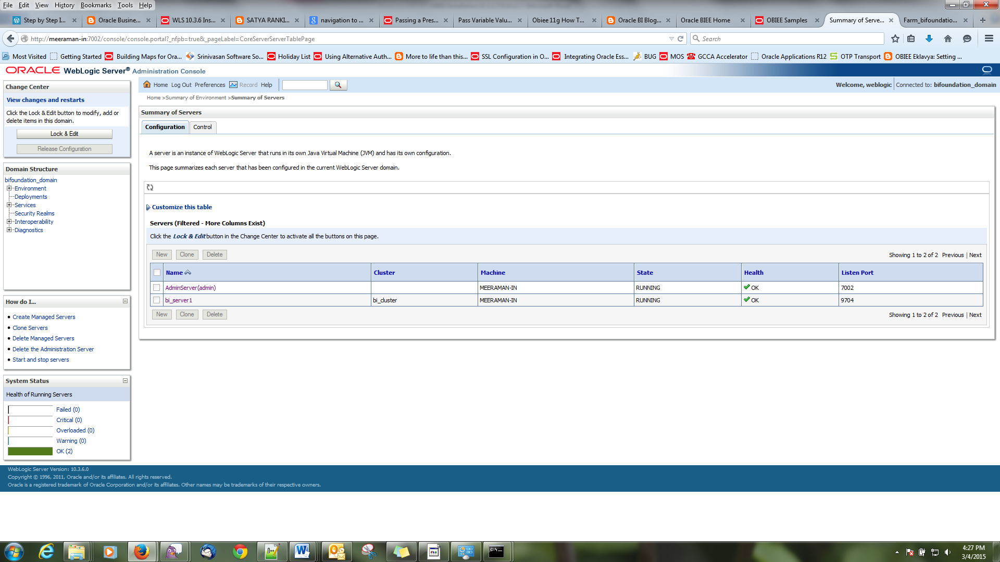 File Edit View History Bookmarks Tools Help
Step by Step I... Oracle Busine... WLS 10.3.6 Ins... SATYA RANKI... navigation to ... Passing a Pres... Pass Variable Valu... Obiee 11g How T... Oracle BI Blog... Oracle BIEE Home OBIEE Samples Summary of Serve... Farm_bifoundatio...
http://meeraman-in:7002/console/console.portal?_nfpb=true&_pageLabel=CoreServerServerTablePage Search
Most Visited Getting Started Building Maps for Ora... Srinivasan Software So... Holiday List Using Alternative Auth... More to life than this... SSL Configuration in O... Integrating Oracle Ess... BUG MOS GCCA Accelerator Oracle Applications R12 OTP Transport OBIEE Eklavya: Setting ...
ORACLE WebLogic Server® Administration Console
Change Center
View changes and restarts
Click the Lock & Edit button to modify, add or
delete items in this domain.
Lock & Edit
Release Configuration
Domain Structure
bifoundation_domain
Environment
Deployments
Services
Security Realms
Interoperability
Diagnostics
How do I...
Create Managed Servers
Clone Servers
Delete Managed Servers
Delete the Administration Server
Start and stop servers
System Status
Health of Running Servers
Failed (0)
Critical (0)
Overloaded (0)
Warning (0)
OK (2)
Home Log Out Preferences Record Help
Welcome, weblogic Connected to: bifoundation_domain
Home >Summary of Environment >Summary of Servers
Summary of Servers
Configuration Control
A server is an instance of WebLogic Server that runs in its own Java Virtual Machine (JVM) and has its own configuration.
This page summarizes each server that has been configured in the current WebLogic Server domain.
Customize this table
Servers (Filtered - More Columns Exist)
Click the Lock & Edit button in the Change Center to activate all the buttons on this page.
New Clone Delete Showing 1 to 2 of 2 Previous | Next
Name Cluster Machine State Health Listen Port
AdminServer(admin) MEERAMAN-IN RUNNING OK 7002
bi_server1 bi_cluster MEERAMAN-IN RUNNING OK 9704
New Clone Delete Showing 1 to 2 of 2 Previous | Next
WebLogic Server Version: 10.3.6.0
Copyright © 1996, 2011, Oracle and/or its affiliates. All rights reserved.
Oracle is a registered trademark of Oracle Corporation and/or its affiliates. Other names may be trademarks of their respective owners.
4:27 PM
3/4/2015